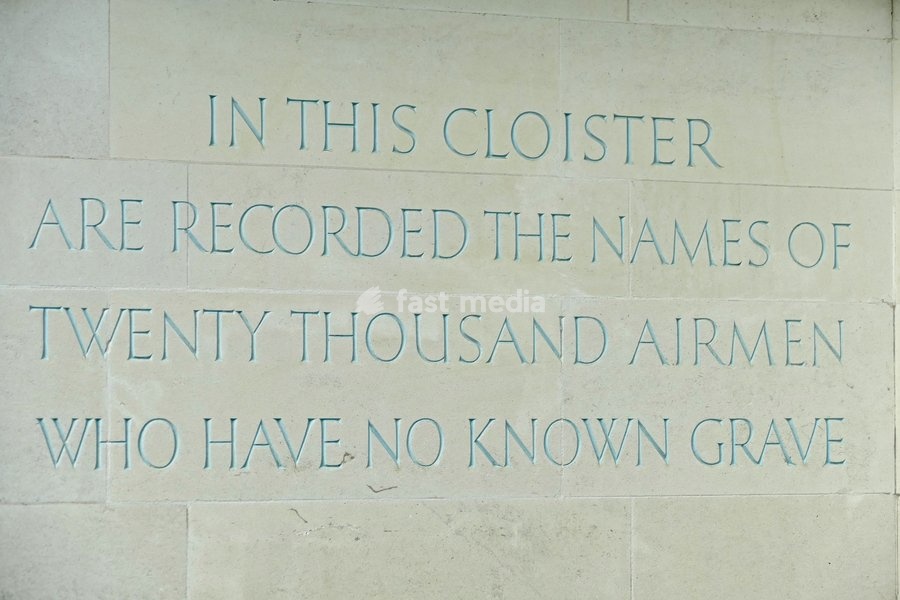 IN THIS CLOISTER
ARE RECORDED THE NAMES OF
TWENTY THOUSAND AIRMEN
fast media
WHO HAVE NO KNOWN GRAVE